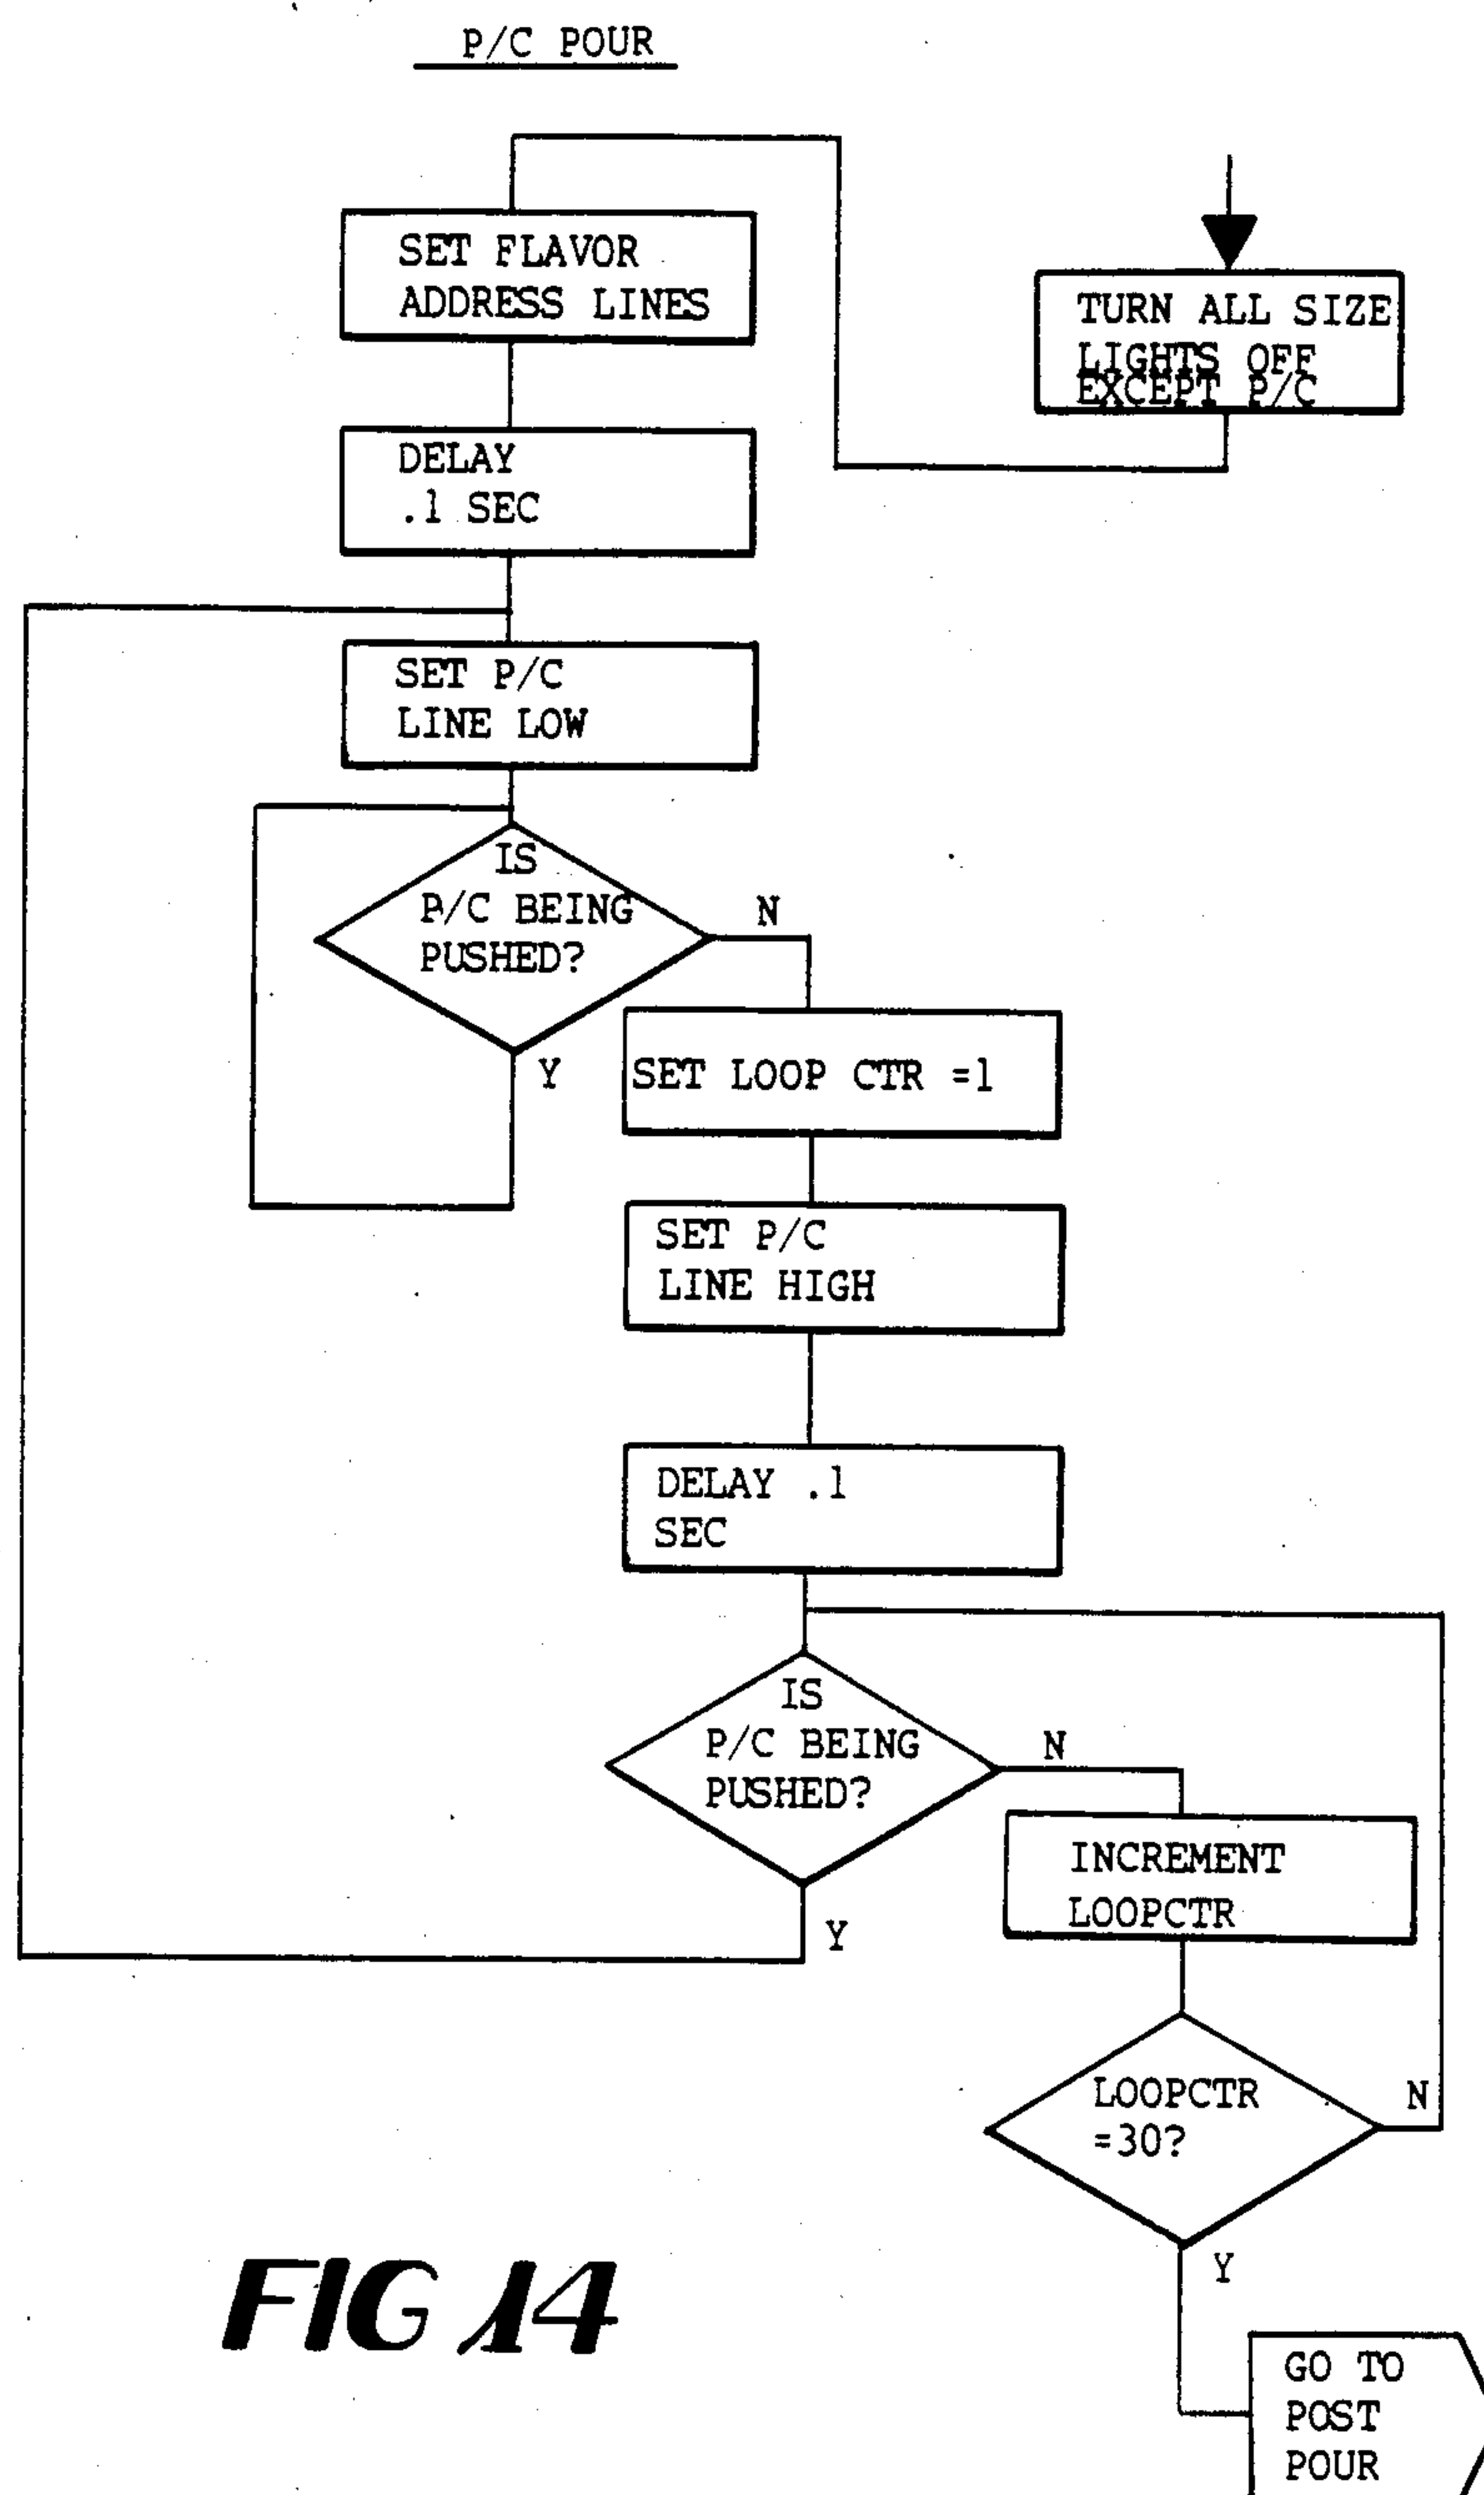 P/C POUR
TURN ALL SIZE
LIGHTS OFF
EXCEPT P/C
SET FLAVOR
ADDRESS LINES
DELAY
.1 SEC
SET P/C
LINE LOW
IS
P/C BEING
PUSHED?
N
Y
SET LOOP CTR =1
SET P/C
LINE HIGH
DELAY .1
SEC
IS
P/C BEING
PUSHED?
N
Y
INCREMENT
LOOPCTR
LOOPCTR
=30?
N
Y
GO TO
POST
POUR
FIG 14